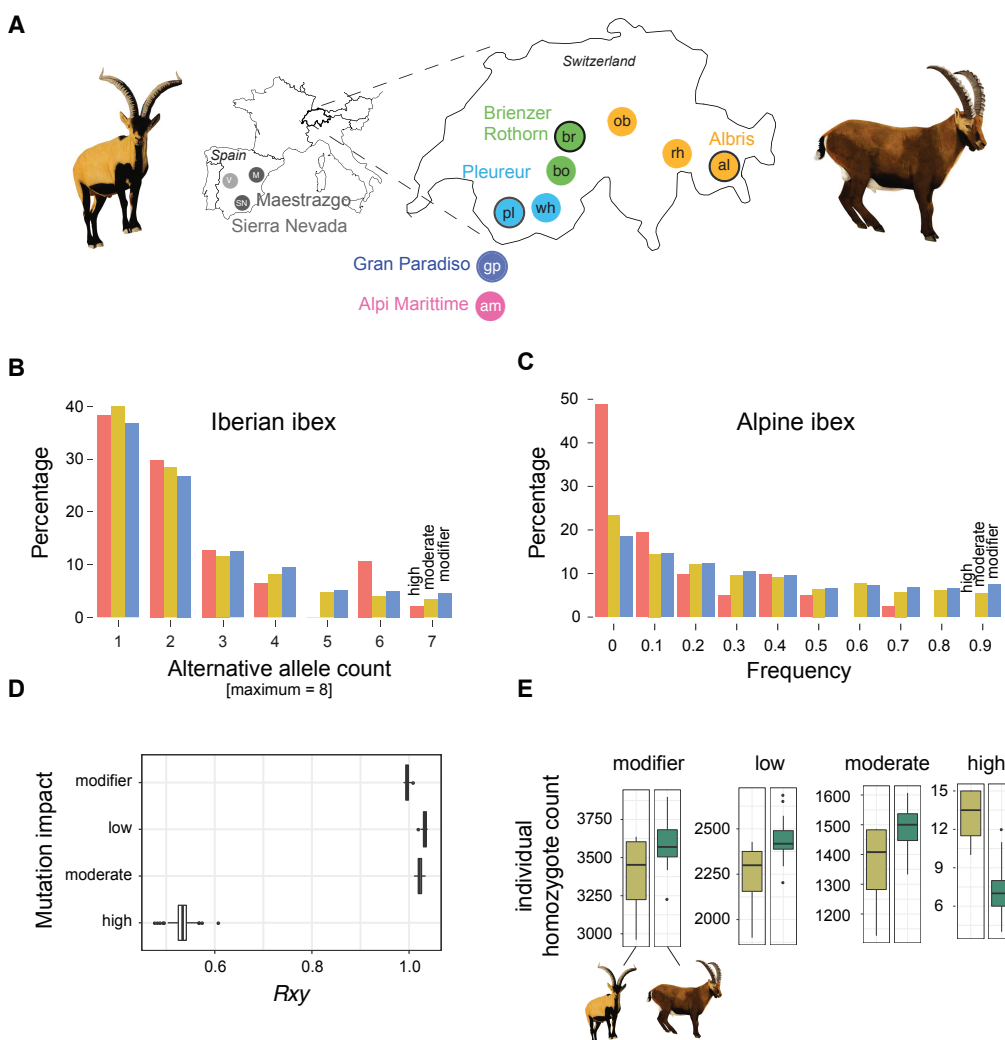 A
Switzerland
Spain
V
M
SN
Maestrazgo
Sierra Nevada
Brienzer
Rothorn
br
ob
bo
rh
Albris
al
Pleureur
pl
wh
Gran Paradiso
gp
Alpi Marittime
am
B
Iberian ibex
Percentage
40
30
20
10
0
high
moderate
modifier
1 2 3 4 5 6 7
Alternative allele count
[maximum = 8]
C
Alpine ibex
Percentage
50
40
30
20
10
0
high
moderate
modifier
0 0.1 0.2 0.3 0.4 0.5 0.6 0.7 0.8 0.9
Frequency
D
Mutation impact
modifier
low
moderate
high
0.6 0.8 1.0
Rxy
E
individual
homozygote count
modifier
3750
3500
3250
3000
low
2500
2250
2000
moderate
1600
1500
1400
1300
1200
high
15
12
9
6